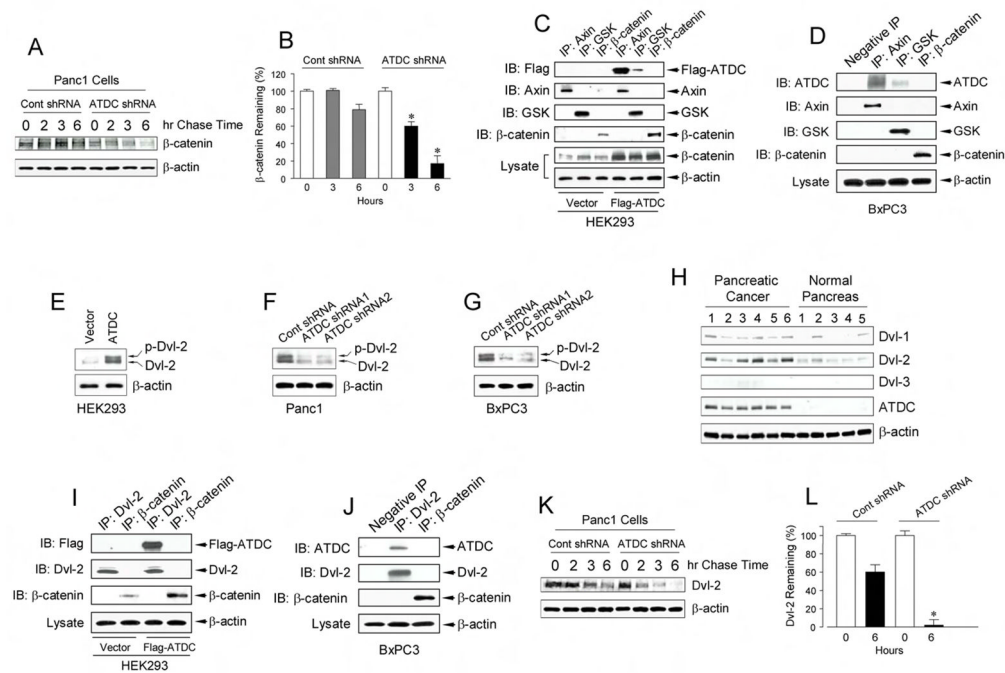 A
Panc1 Cells
Cont shRNA ATDC shRNA
0 2 3 6 0 2 3 6 hr Chase Time
β-catenin
β-actin
B
Cont shRNA ATDC shRNA
β-catenin Remaining (%)
120
100
80
60
40
20
0
* *
0 3 6 0 3 6
Hours
C
IP: Axin
IP: GSK
IP: β-catenin
IP: Axin
IP: GSK
IP: β-catenin
IB: Flag Flag-ATDC
IB: Axin Axin
IB: GSK GSK
IB: β-catenin β-catenin
Lysate β-catenin
β-actin
Vector Flag-ATDC
HEK293
D
Negative IP
IP: Axin
IP: GSK
IP: β-catenin
IB: ATDC ATDC
IB: Axin Axin
IB: GSK GSK
IB: β-catenin β-catenin
Lysate β-actin
BxPC3
E
Vector
ATDC
p-Dvl-2
Dvl-2
β-actin
HEK293
F
Cont shRNA
ATDC shRNA1
ATDC shRNA2
p-Dvl-2
Dvl-2
β-actin
Panc1
G
Cont shRNA
ATDC shRNA1
ATDC shRNA2
p-Dvl-2
Dvl-2
β-actin
BxPC3
H
Pancreatic Normal
Cancer Pancreas
1 2 3 4 5 6 1 2 3 4 5
Dvl-1
Dvl-2
Dvl-3
ATDC
β-actin
I
IP: Dvl-2
IP: β-catenin
IP: Dvl-2
IP: β-catenin
IB: Flag Flag-ATDC
IB: Dvl-2 Dvl-2
IB: β-catenin β-catenin
Lysate β-actin
Vector Flag-ATDC
HEK293
J
Negative IP
IP: Dvl-2
IP: β-catenin
IB: ATDC ATDC
IB: Dvl-2 Dvl-2
IB: β-catenin β-catenin
Lysate β-actin
BxPC3
K
Panc1 Cells
Cont shRNA ATDC shRNA
0 2 3 6 0 2 3 6 hr Chase Time
Dvl-2
β-actin
L
Cont shRNA ATDC shRNA
Dvl-2 Remaining (%)
120
100
80
60
40
20
0
*
0 6 0 6
Hours